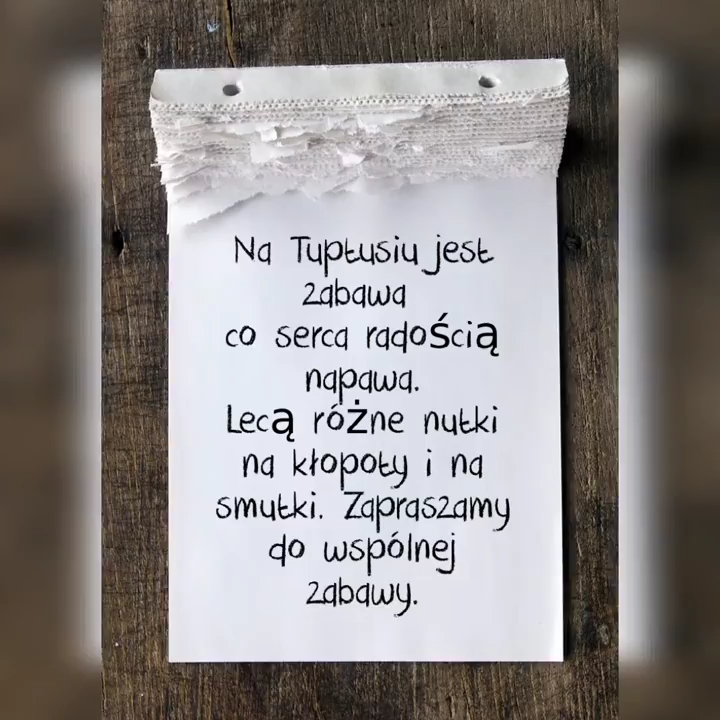 Na Tuptusiu jest
zabawa
co serca radością
napawa.
Lecą różne nutki
na kłopoty i na
smutki. Zapraszamy
do wspólnej
zabawy.